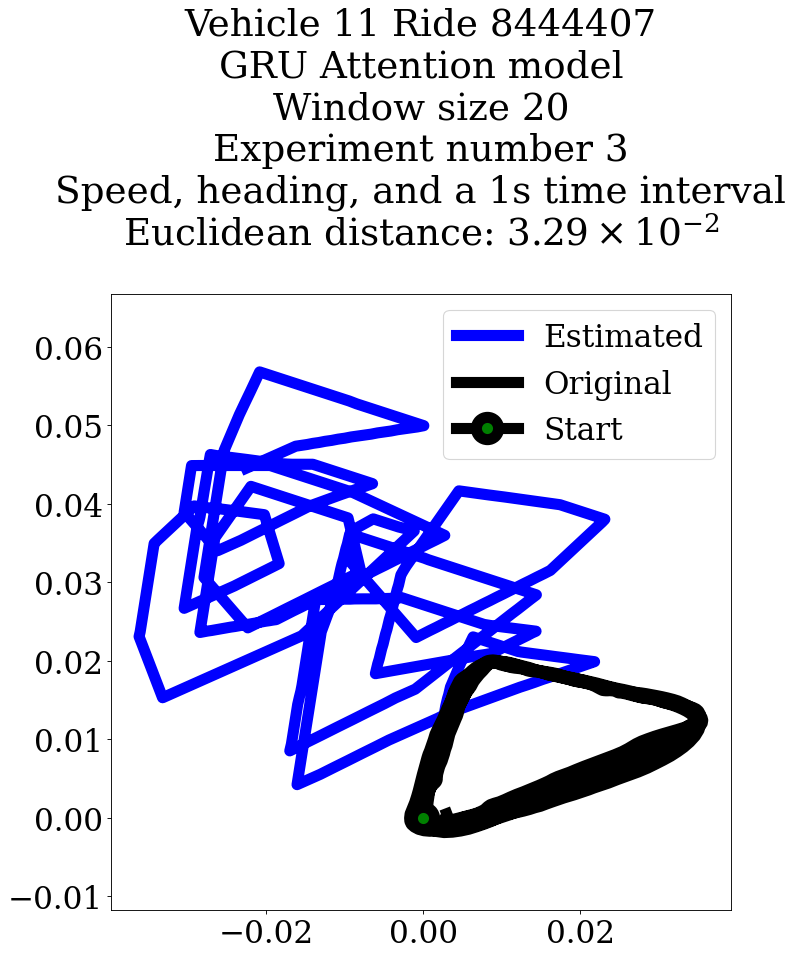 Vehicle 11 Ride 8444407
GRU Attention model
Window size 20
Experiment number 3
Speed, heading, and a 1s time interval
Euclidean distance: 3.29 × 10⁻²
Estimated
Original
Start
0.06
0.05
0.04
0.03
0.02
0.01
0.00
−0.01
−0.02 0.00 0.02